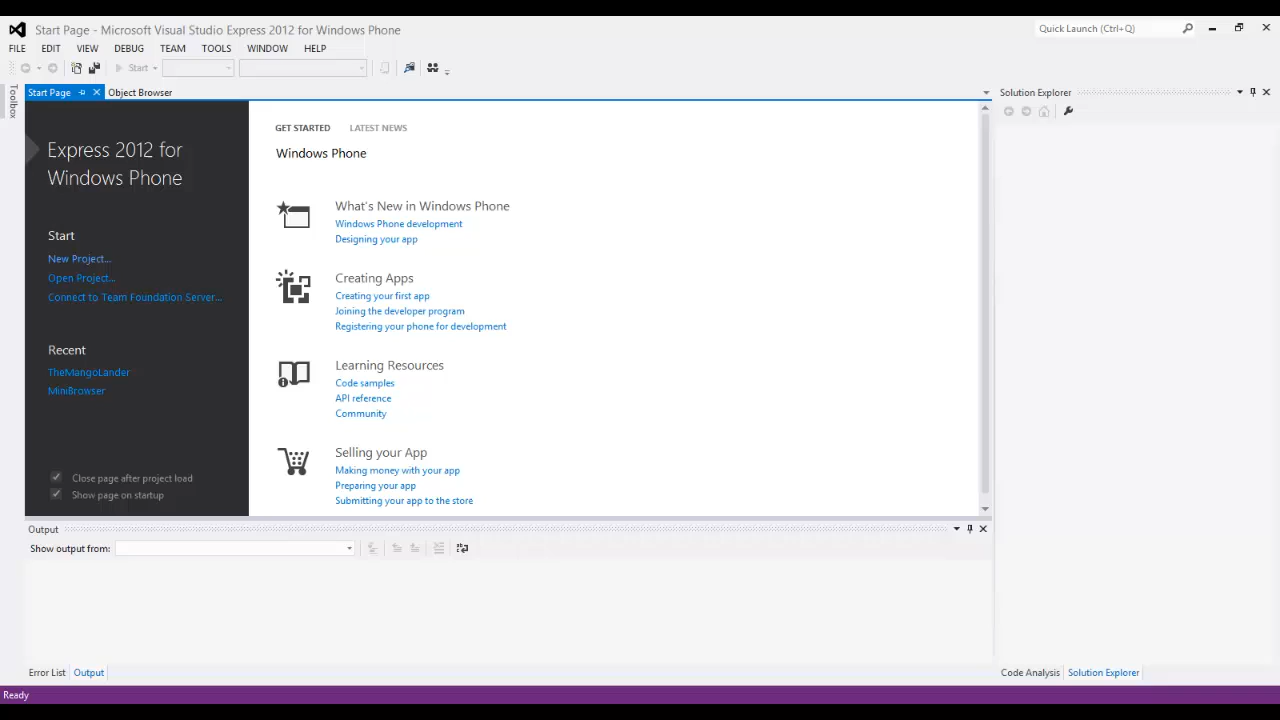 Start Page - Microsoft Visual Studio Express 2012 for Windows Phone
Quick Launch (Ctrl+Q)
FILE EDIT VIEW DEBUG TEAM TOOLS WINDOW HELP
Start
Toolbox
Start Page
Object Browser
Solution Explorer
Express 2012 for
Windows Phone
Start
New Project...
Open Project...
Connect to Team Foundation Server...
Recent
TheMangoLander
MiniBrowser
Close page after project load
Show page on startup
GET STARTED LATEST NEWS
Windows Phone
What's New in Windows Phone
Windows Phone development
Designing your app
Creating Apps
Creating your first app
Joining the developer program
Registering your phone for development
Learning Resources
Code samples
API reference
Community
Selling your App
Making money with your app
Preparing your app
Submitting your app to the store
Output
Show output from:
Error List Output
Code Analysis Solution Explorer
Ready